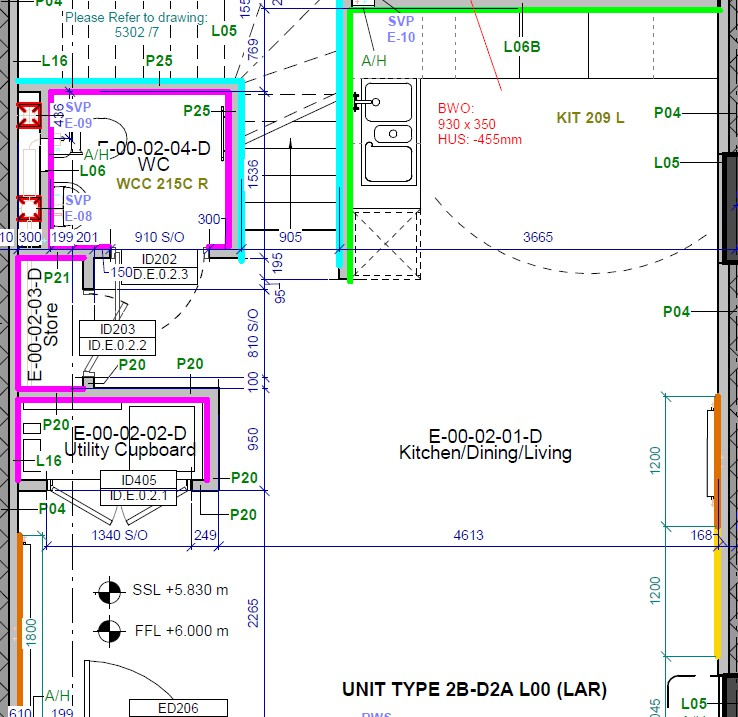 P04
Please Refer to drawing:
5302 /7
L05
155
769
SVP
E-10
L06B
L16
P25
A/H
SVP
E-09
436
P25
BWO:
930 x 350
HUS: -455mm
KIT 209 L
P04
A/H
E-00-02-04-D
WC
L06
WCC 215C R
L05
1536
SVP
E-08
300
10
300
199
201
910 S/O
905
3665
150
ID202
ID.E.0.2.3
195
P21
95
E-00-02-03-D
Store
P04
ID203
ID.E.0.2.2
810 S/O
P20
P20
100
P20
E-00-02-02-D
Utility Cupboard
950
E-00-02-01-D
Kitchen/Dining/Living
L16
1200
ID405
ID.E.0.2.1
P20
P04
P20
1340 S/O
249
4613
168
SSL +5.830 m
1200
2265
FFL +6.000 m
1800
UNIT TYPE 2B-D2A L00 (LAR)
A/H
L05
045
610
199
ED206